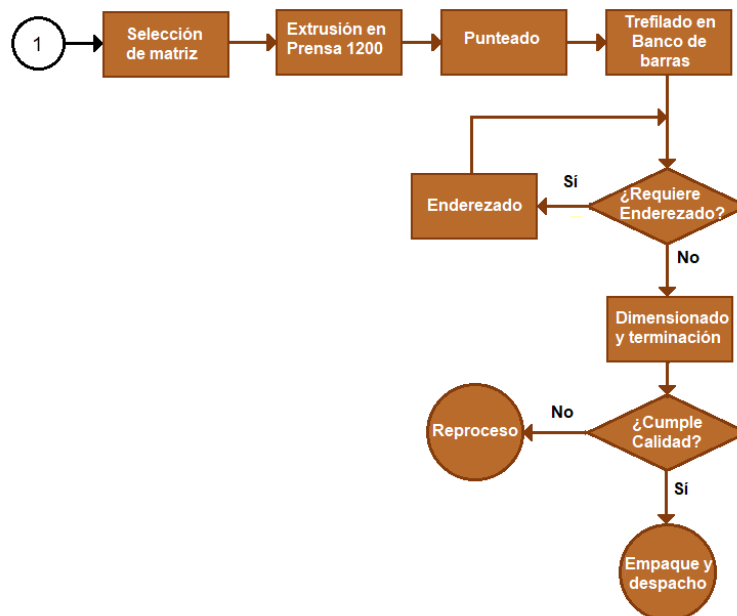 1
Selección
de matriz
Extrusión en
Prensa 1200
Punteado
Trefilado en
Banco de
barras
Sí
Enderezado
¿Requiere
Enderezado?
No
Dimensionado
y terminación
No
Reproceso
¿Cumple
Calidad?
Sí
Empaque y
despacho